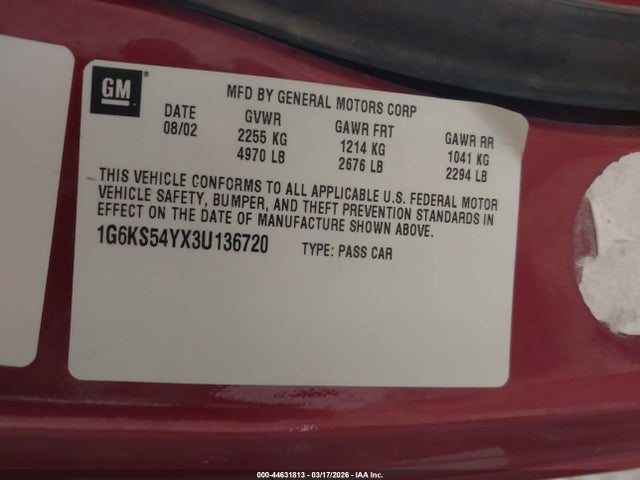 GM
MFD BY GENERAL MOTORS CORP
DATE GVWR GAWR FRT GAWR RR
08/02 2255 KG 1214 KG 1041 KG
4970 LB 2676 LB 2294 LB
THIS VEHICLE CONFORMS TO ALL APPLICABLE U.S. FEDERAL MOTOR
VEHICLE SAFETY, BUMPER, AND THEFT PREVENTION STANDARDS IN
EFFECT ON THE DATE OF MANUFACTURE SHOWN ABOVE.
1G6KS54YX3U136720 TYPE: PASS CAR
000-44631813 - 03/17/2026 - IAA Inc.